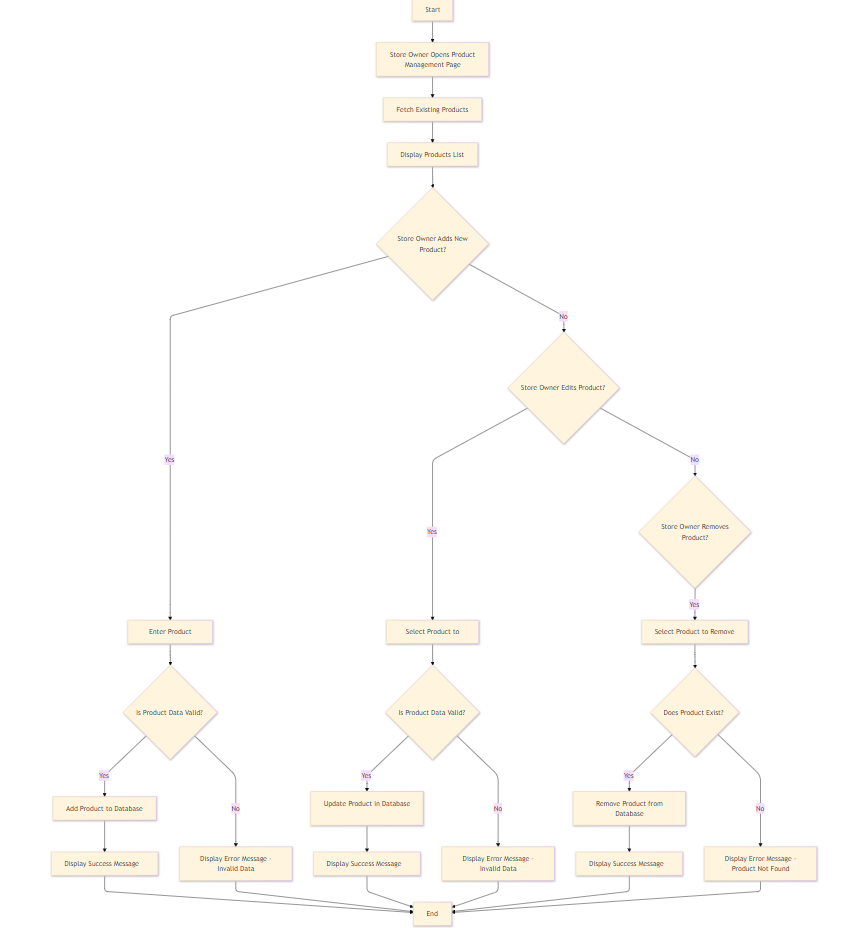 Start
Store Owner Opens Product
Management Page
Fetch Existing Products
Display Products List
Store Owner Adds New
Product?
No
Store Owner Edits Product?
Yes
No
Yes
Store Owner Removes
Product?
Yes
Enter Product
Select Product to
Select Product to Remove
Is Product Data Valid?
Is Product Data Valid?
Does Product Exist?
Yes
Yes
Yes
Add Product to Database
No
Update Product in Database
No
Remove Product from
Database
No
Display Success Message
Display Error Message -
Invalid Data
Display Success Message
Display Error Message -
Invalid Data
Display Success Message
Display Error Message -
Product Not Found
End